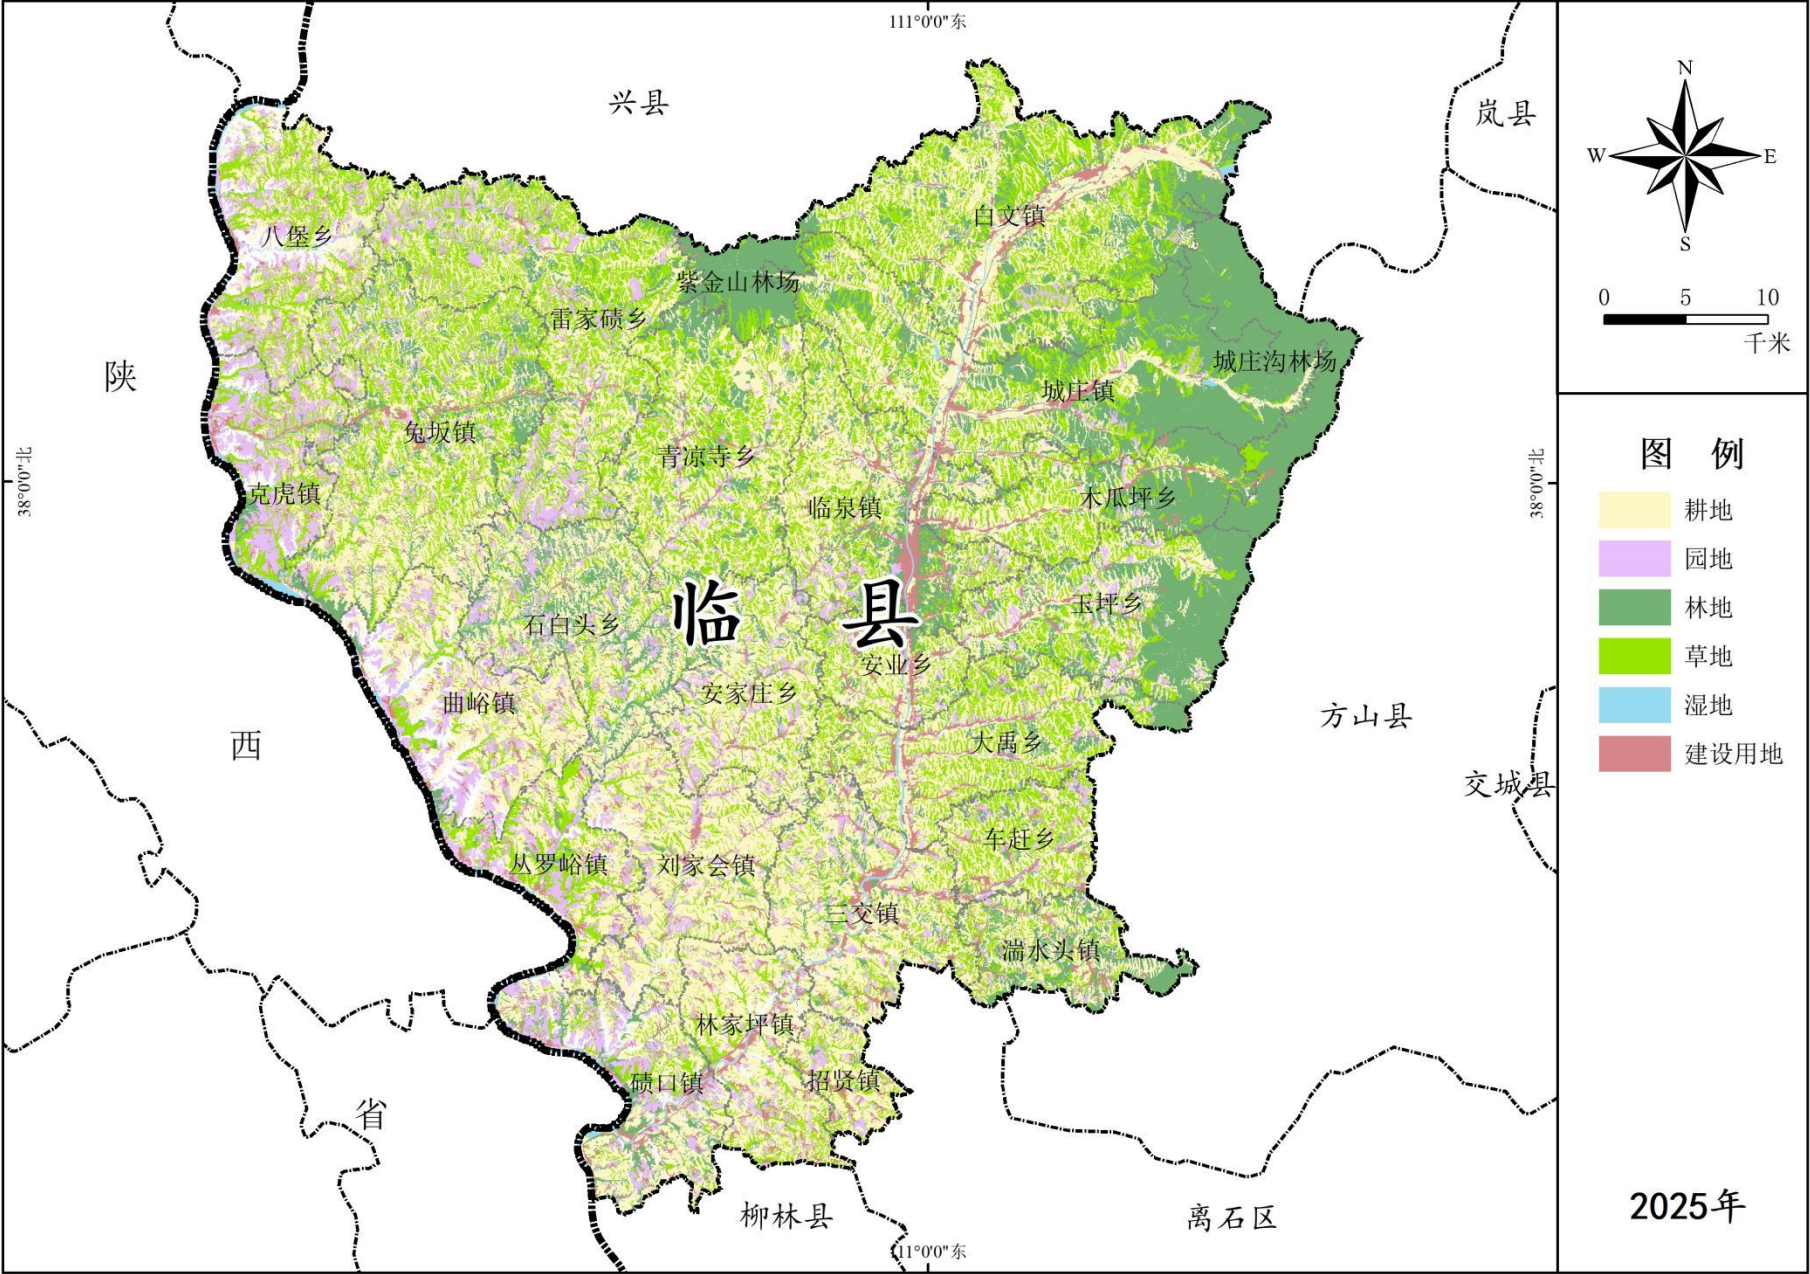 111°0'0"东
兴县
岚县
N
W
E
S
0 5 10
千米
白文镇
八堡乡
紫金山林场
雷家碛乡
城庄沟林场
陕
城庄镇
兔坂镇
青凉寺乡
38°0'0"北
38°0'0"北
克虎镇
临泉镇
木瓜坪乡
图 例
耕地
园地
林地
草地
湿地
建设用地
临县
玉坪乡
石白头乡
安业乡
安家庄乡
曲峪镇
方山县
西
大禹乡
交城县
车赶乡
丛罗峪镇
刘家会镇
三交镇
湍水头镇
林家坪镇
碛口镇
招贤镇
省
柳林县
离石区
2025年
111°0'0"东